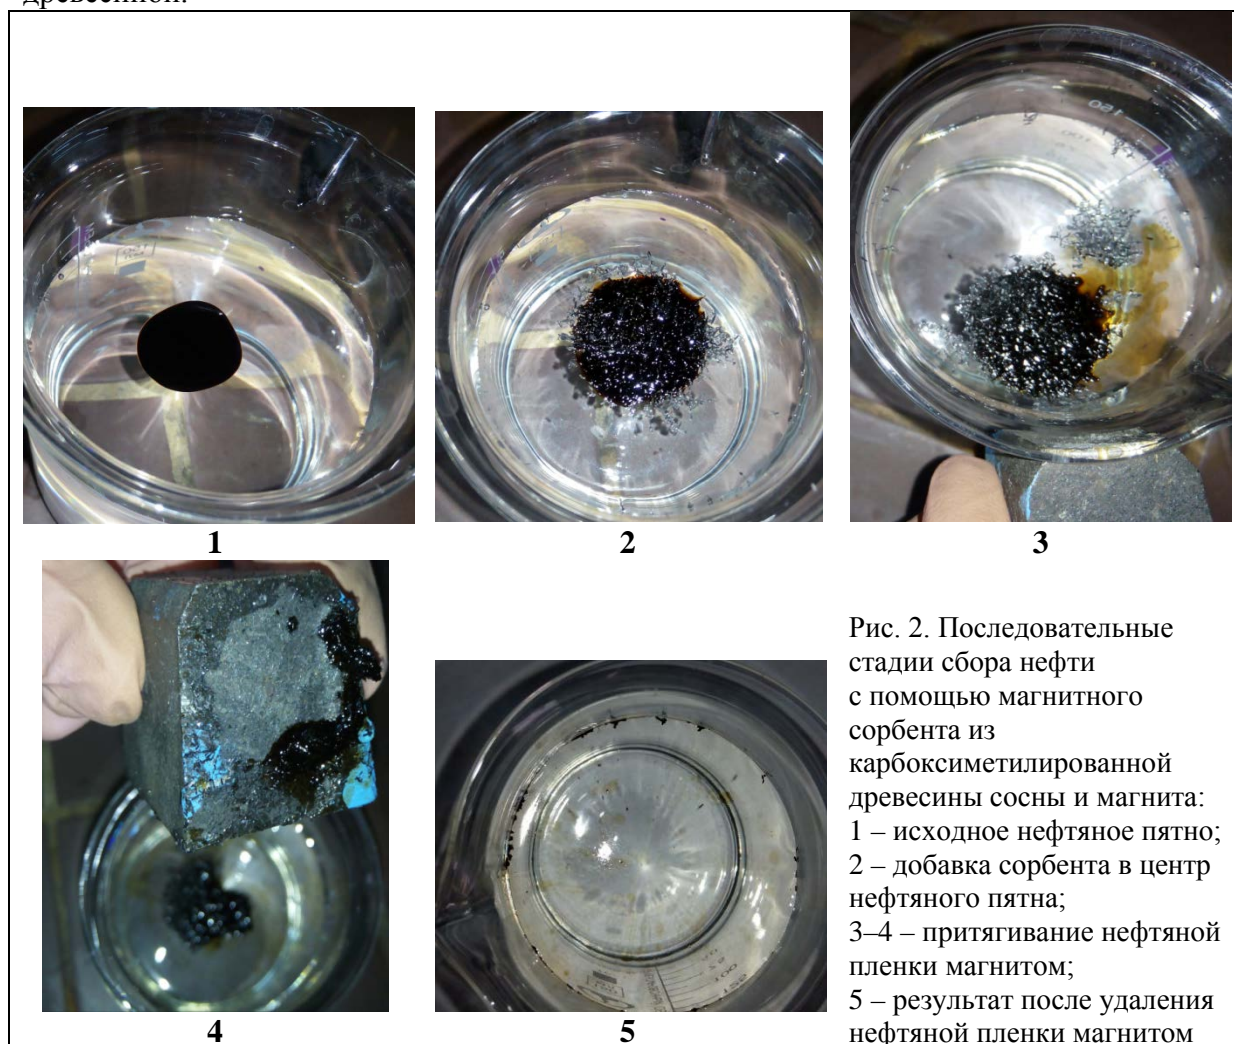 1
2
3
Рис. 2. Последовательные
стадии сбора нефти
с помощью магнитного
сорбента из
карбоксиметилированной
древесины сосны и магнита:
1 – исходное нефтяное пятно;
2 – добавка сорбента в центр
нефтяного пятна;
3–4 – притягивание нефтяной
пленки магнитом;
5 – результат после удаления
нефтяной пленки магнитом
4
5